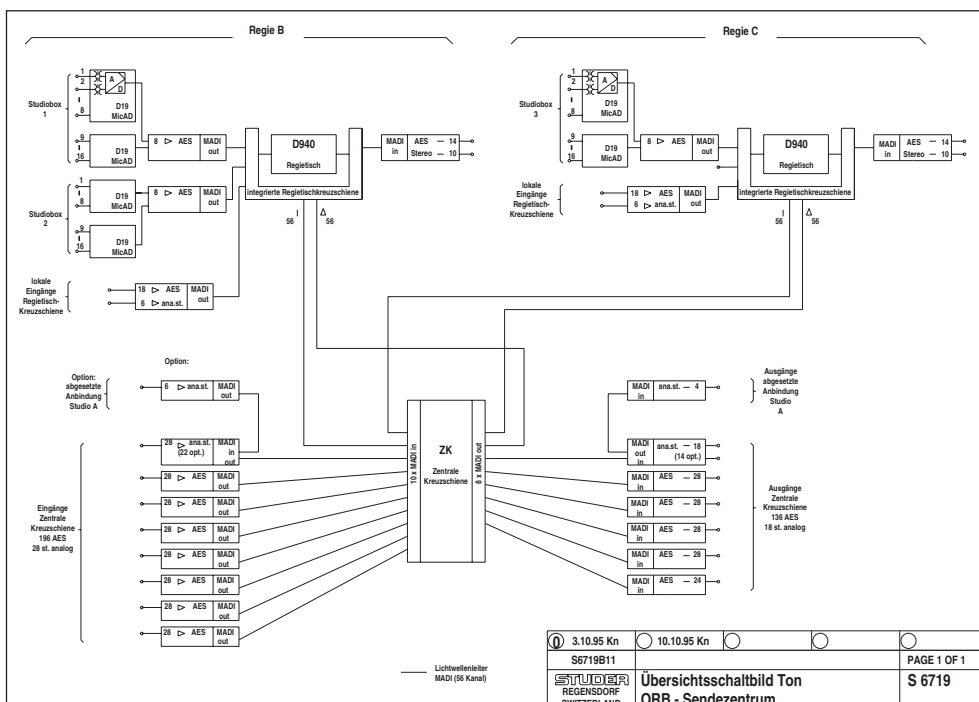 Regie B
Regie C
1
2
8
A
D
D19
MicAD
Studiobox
1
9
16
D19
MicAD
8 ▷ AES
MADI
out
D940
Regietisch
integrierte Regietischkreuzschiene
MADI
in
AES — 14
Stereo — 10
Studiobox
2
1
8
D19
MicAD
8 ▷ AES
MADI
out
9
16
D19
MicAD
I
56
Δ
56
lokale
Eingänge
Regietisch-
Kreuzschiene
18 ▷ AES
6 ▷ ana.st.
MADI
out
1
2
8
A
D
D19
MicAD
Studiobox
3
9
16
D19
MicAD
8 ▷ AES
MADI
out
D940
Regietisch
integrierte Regietischkreuzschiene
MADI
in
AES — 14
Stereo — 10
lokale
Eingänge
Regietisch-
Kreuzschiene
18 ▷ AES
6 ▷ ana.st.
MADI
out
I
56
Δ
56
Option:
Option:
abgesetzte
Anbindung
Studio A
6 ▷ ana.st.
MADI
out
28 ▷ ana.st.
(22 opt.)
MADI
in
out
28 ▷ AES
MADI
out
28 ▷ AES
MADI
out
28 ▷ AES
MADI
out
28 ▷ AES
MADI
out
28 ▷ AES
MADI
out
28 ▷ AES
MADI
out
28 ▷ AES
MADI
out
Eingänge
Zentrale
Kreuzschiene
196 AES
28 st. analog
10 x MADI in
ZK
Zentrale
Kreuzschiene
8 x MADI out
MADI
in
ana.st. — 4
Ausgänge
abgesetzte
Anbindung
Studio
A
MADI
out
in
ana.st. — 18
(14 opt.)
MADI
in
AES — 28
MADI
in
AES — 28
MADI
in
AES — 28
MADI
in
AES — 28
MADI
in
AES — 24
Ausgänge
Zentrale
Kreuzschiene
136 AES
18 st. analog
Lichtwellenleiter
MADI (56 Kanal)
0 3.10.95 Kn
10.10.95 Kn
S6719B11
PAGE 1 OF 1
STUDER
REGENSDORF
SWITZERLAND
Übersichtsschaltbild Ton
ORB - Sendezentrum
S 6719